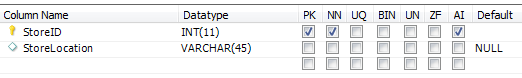 Column Name Datatype PK NN UQ BIN UN ZF AI Default
StoreID INT(11)
StoreLocation VARCHAR(45) NULL